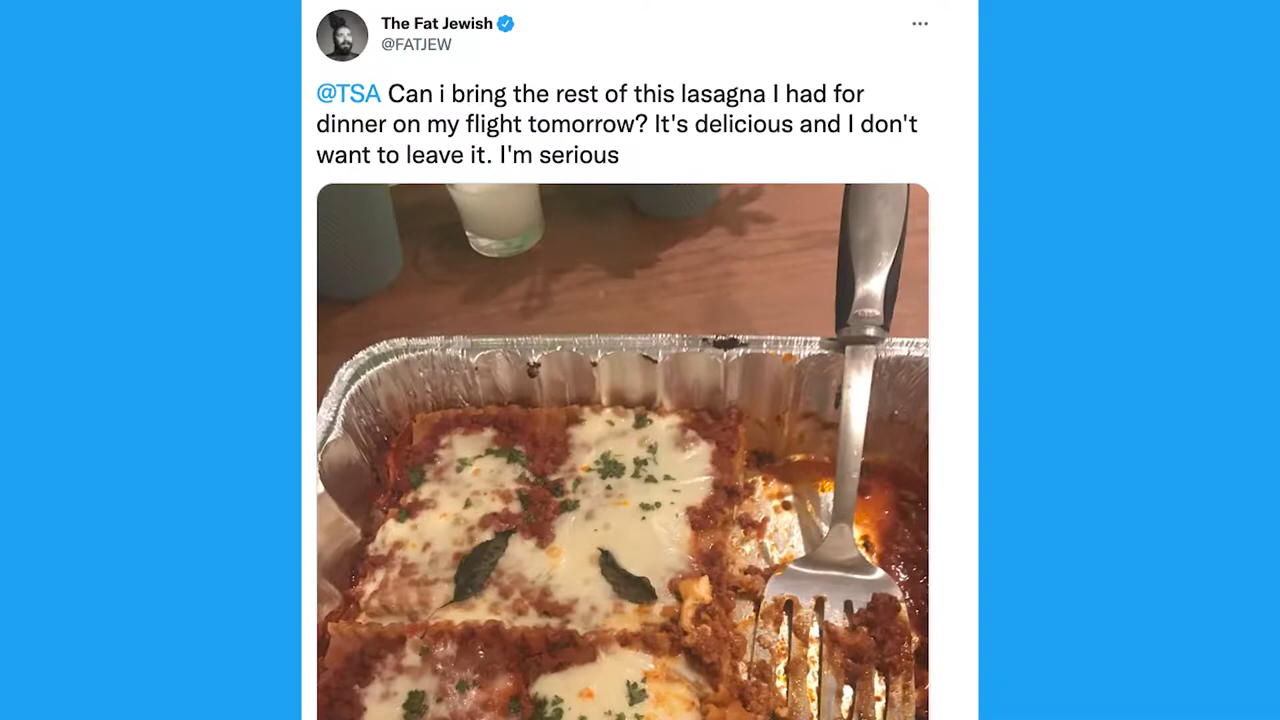 The Fat Jewish
@FATJEW
@TSA Can i bring the rest of this lasagna I had for
dinner on my flight tomorrow? It's delicious and I don't
want to leave it. I'm serious